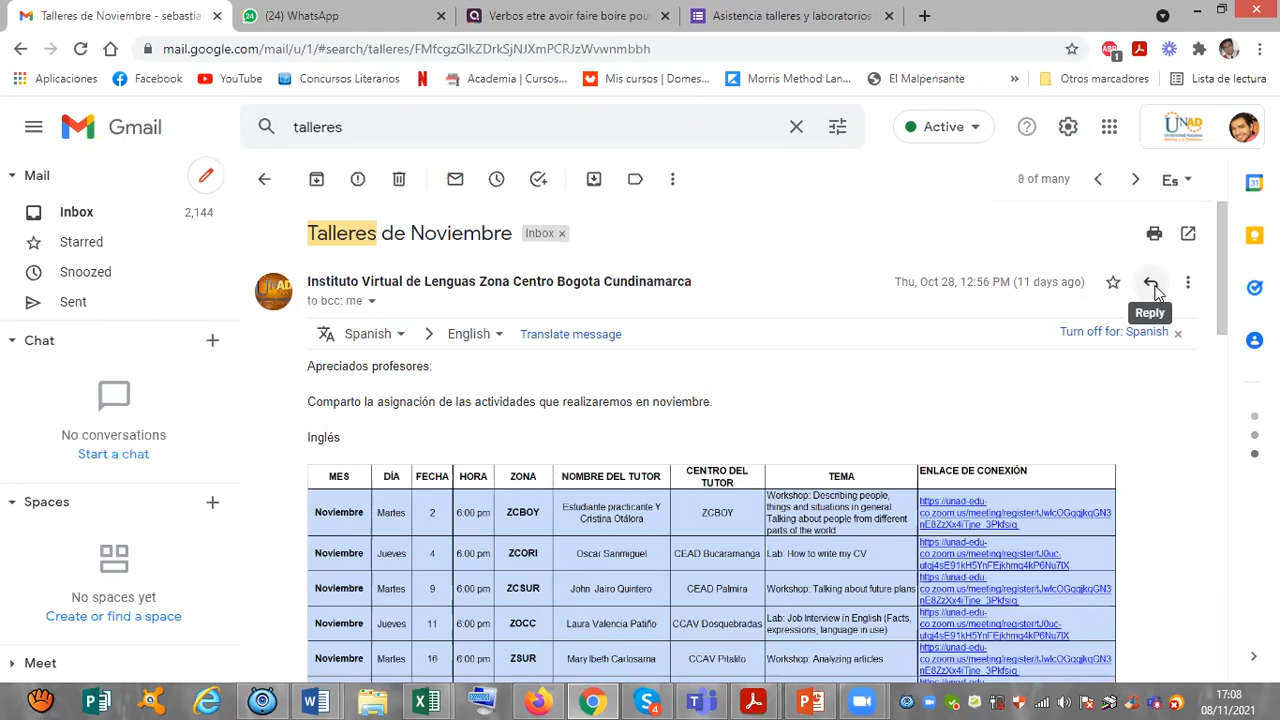 Talleres de Noviembre - sebastia
(24) WhatsApp
Verbos etre avoir faire boire pou
Asistencia talleres y laboratorios
mail.google.com/mail/u/1/#search/talleres/FMfcgzGlkZDrkSjNJXmPCRJzWvwnmbbh
1
Aplicaciones
Facebook
YouTube
Concursos Literarios
Academia | Cursos...
Mis cursos | Domes...
Morris Method Lan...
El Malpensante
»
Otros marcadores
Lista de lectura
Gmail
talleres
Active
UNAD
Mail
8 of many
Es
Inbox
2,144
Starred
Snoozed
Sent
Talleres de Noviembre
Inbox x
Instituto Virtual de Lenguas Zona Centro Bogota Cundinamarca
Thu, Oct 28, 12:56 PM (11 days ago)
to bcc: me
Reply
Spanish
English
Translate message
Turn off for: Spanish x
Chat
No conversations
Start a chat
Spaces
No spaces yet
Create or find a space
Meet
Apreciados profesores:
Comparto la asignación de las actividades que realizaremos en noviembre.
Inglés
MES DÍA FECHA HORA ZONA NOMBRE DEL TUTOR CENTRO DEL TUTOR TEMA ENLACE DE CONEXIÓN
Noviembre Martes 2 6:00 pm ZCBOY Estudiante practicante Y Cristina Otálora ZCBOY Workshop: Describing people, things and situations in general. Talking about people from different parts of the world
Noviembre Jueves 4 6:00 pm ZCORI Oscar Sanmiguel CEAD Bucaramanga Lab: How to write my CV
Noviembre Martes 9 6:00 pm ZCSUR John Jairo Quintero CEAD Palmira Workshop: Talking about future plans
Noviembre Jueves 11 6:00 pm ZOCC Laura Valencia Patiño CCAV Dosquebradas Lab: Job Interview in English (Facts, expressions, language in use)
Noviembre Martes 16 6:00 pm ZSUR Mary Ibeth Carlosama CCAV Pitalito Workshop: Analyzing articles
17:08
08/11/2021